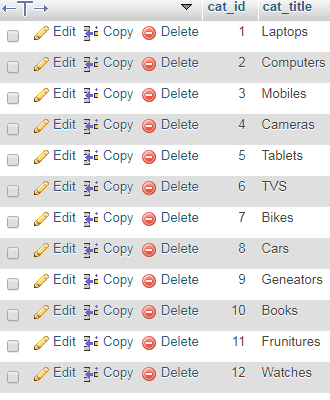 cat_id cat_title
Edit Copy Delete 1 Laptops
Edit Copy Delete 2 Computers
Edit Copy Delete 3 Mobiles
Edit Copy Delete 4 Cameras
Edit Copy Delete 5 Tablets
Edit Copy Delete 6 TVS
Edit Copy Delete 7 Bikes
Edit Copy Delete 8 Cars
Edit Copy Delete 9 Geneators
Edit Copy Delete 10 Books
Edit Copy Delete 11 Frunitures
Edit Copy Delete 12 Watches